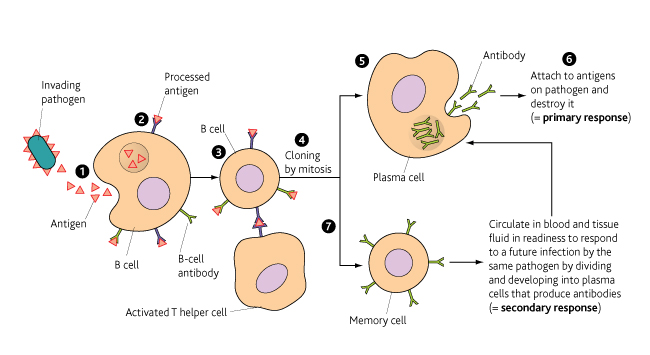 Invading
pathogen
1
Antigen
2
Processed
antigen
B cell
B-cell
antibody
3
B cell
Activated T helper cell
4
Cloning
by mitosis
5
Plasma cell
Antibody
6
Attach to antigens
on pathogen and
destroy it
(= primary response)
7
Memory cell
Circulate in blood and tissue
fluid in readiness to respond
to a future infection by the
same pathogen by dividing
and developing into plasma
cells that produce antibodies
(= secondary response)